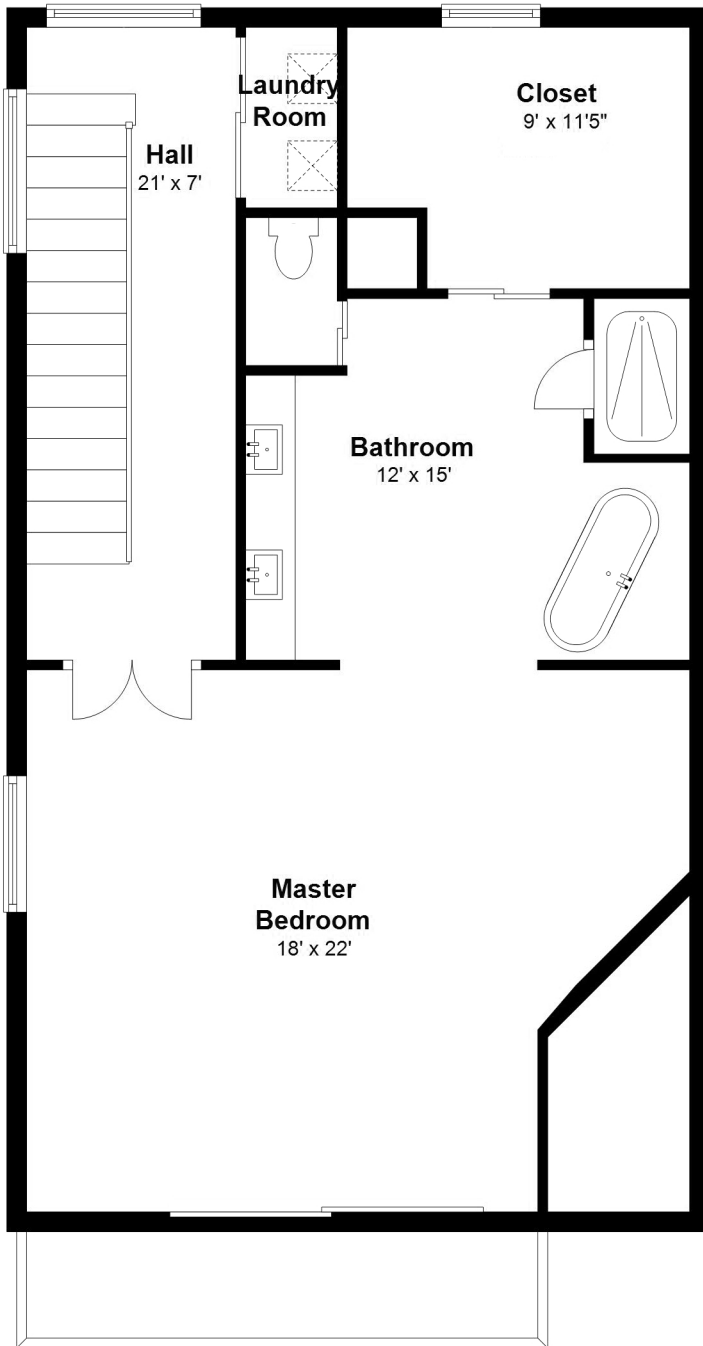 Laundry
Room
Closet
9' x 11'5"
Hall
21' x 7'
Bathroom
12' x 15'
Master
Bedroom
18' x 22'